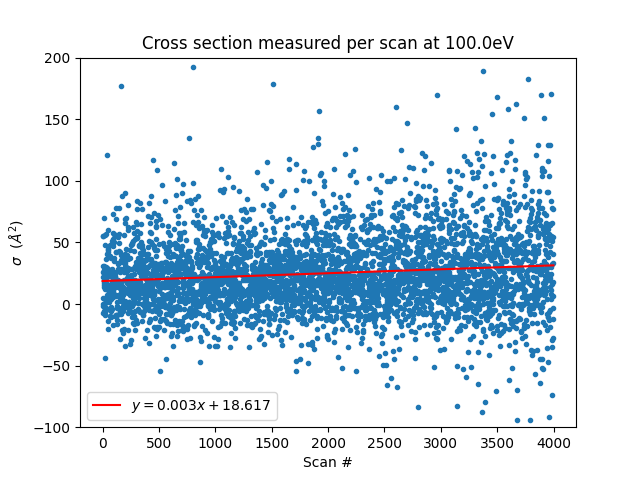 Cross section measured per scan at 100.0eV
200
150
100
50
0
−50
−100
σ (Å²)
y = 0.003x + 18.617
0 500 1000 1500 2000 2500 3000 3500 4000
Scan #